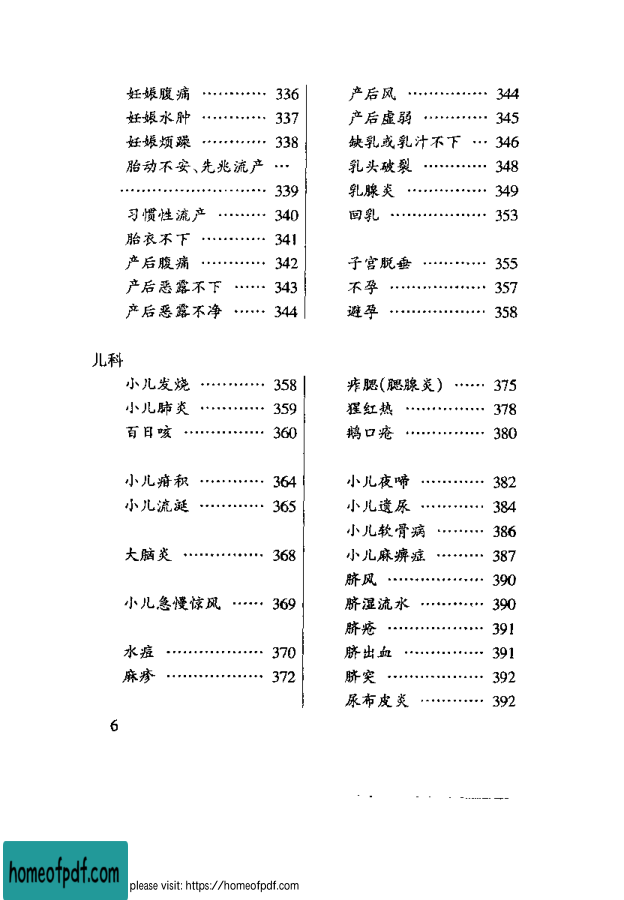 妊娠腹痛 ………… 336
妊娠水肿 ………… 337
妊娠烦躁 ………… 338
胎动不安、先兆流产 …
……………………… 339
习惯性流产 ……… 340
胎衣不下 ………… 341
产后腹痛 ………… 342
产后恶露不下 …… 343
产后恶露不净 …… 344
产后风 …………… 344
产后虚弱 ………… 345
缺乳或乳汁不下 … 346
乳头破裂 ………… 348
乳腺炎 …………… 349
回乳 ……………… 353
子宫脱垂 ………… 355
不孕 ……………… 357
避孕 ……………… 358
儿科
小儿发烧 ………… 358
小儿肺炎 ………… 359
百日咳 …………… 360
小儿疳积 ………… 364
小儿流涎 ………… 365
大脑炎 …………… 368
小儿急慢惊风 …… 369
水痘 ……………… 370
麻疹 ……………… 372
痄腮(腮腺炎) …… 375
猩红热 …………… 378
鹅口疮 …………… 380
小儿夜啼 ………… 382
小儿遗尿 ………… 384
小儿软骨病 ……… 386
小儿麻痹症 ……… 387
脐风 ……………… 390
脐湿流水 ………… 390
脐疮 ……………… 391
脐出血 …………… 391
脐突 ……………… 392
尿布皮炎 ………… 392
6
homeofpdf.com
please visit: https://homeofpdf.com